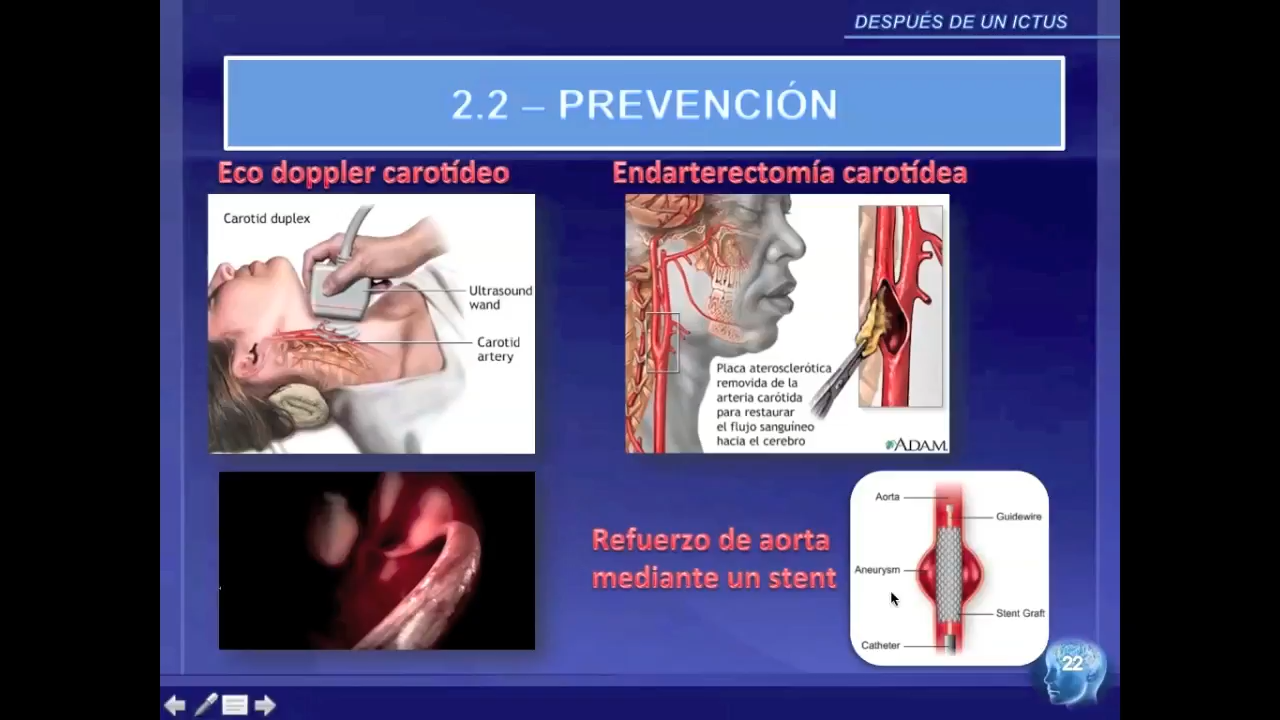 DESPUÉS DE UN ICTUS
2.2 – PREVENCIÓN
Eco doppler carotídeo
Endarterectomía carotídea
Carotid duplex
Ultrasound
wand
Carotid
artery
Placa aterosclerótica
removida de la
arteria carótida
para restaurar
el flujo sanguíneo
hacia el cerebro
ADAM
Refuerzo de aorta
mediante un stent
Aorta
Guidewire
Aneurysm
Stent Graft
Catheter
22